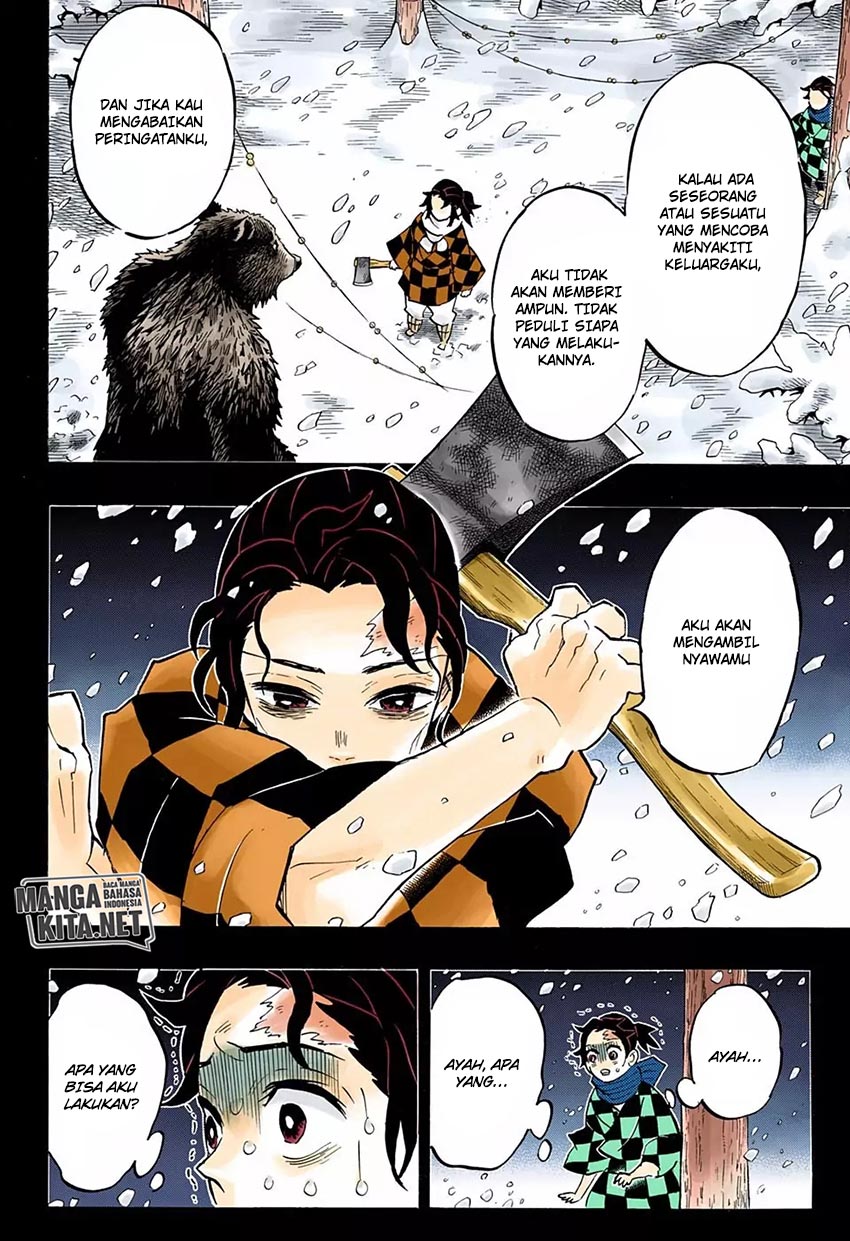 KALAU ADA
SESEORANG
ATAU SESUATU
YANG MENCOBA
MENYAKITI
KELUARGAKU,
AKU TIDAK
AKAN MEMBERI
AMPUN. TIDAK
PEDULI SIAPA
YANG MELAKU-
KANNYA.
DAN JIKA KAU
MENGABAIKAN
PERINGATANKU,
AKU AKAN
MENGAMBIL
NYAWAMU
MANGA
KITA.NET
BACA MANGA
BAHASA
INDONESIA
AYAH...
AYAH, APA
YANG...
APA YANG
BISA AKU
LAKUKAN?